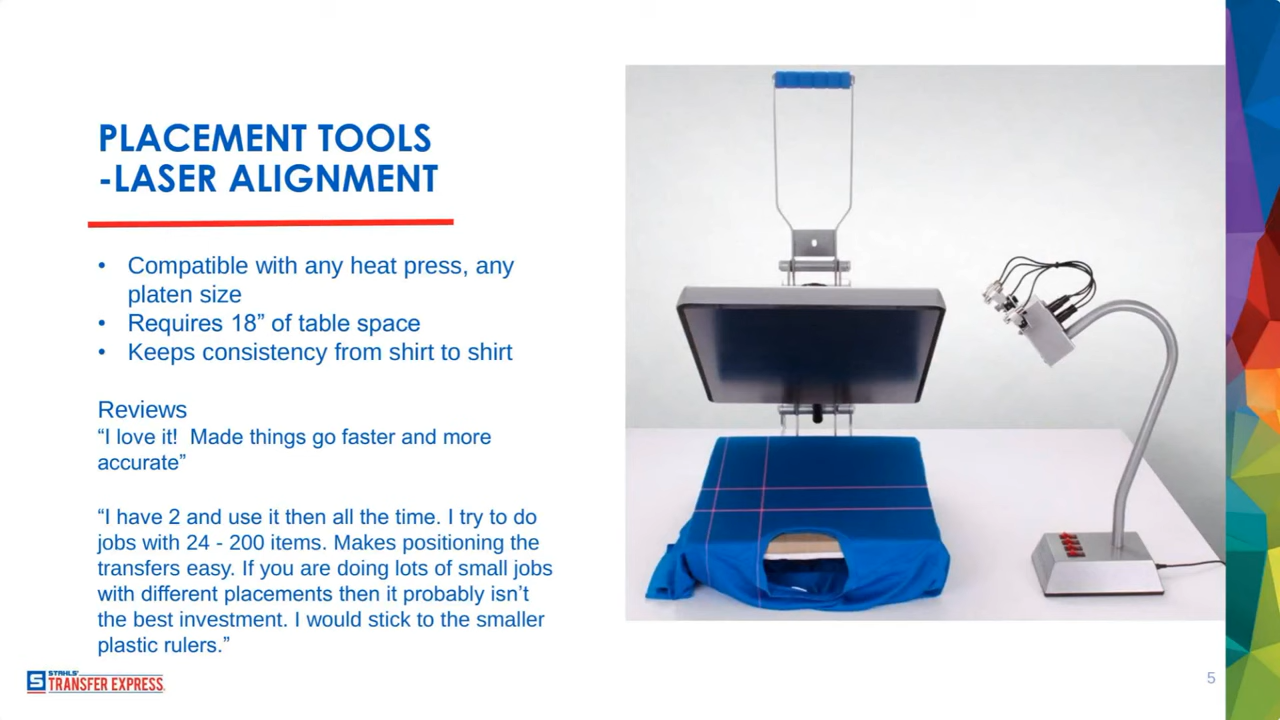 PLACEMENT TOOLS
-LASER ALIGNMENT
• Compatible with any heat press, any
platen size
• Requires 18” of table space
• Keeps consistency from shirt to shirt
Reviews
“I love it!  Made things go faster and more
accurate”
“I have 2 and use it then all the time. I try to do
jobs with 24 - 200 items. Makes positioning the
transfers easy. If you are doing lots of small jobs
with different placements then it probably isn’t
the best investment. I would stick to the smaller
plastic rulers.”
S STAHLS’
TRANSFER EXPRESS.
5